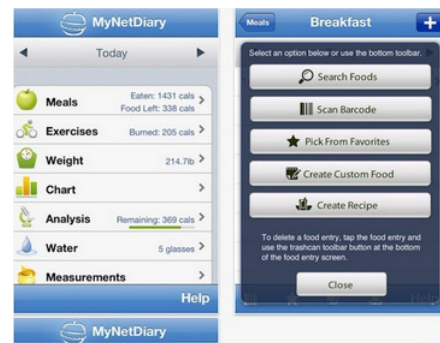 MyNetDiary
Today
Meals
Eaten: 1431 cals
Food Left: 338 cals
Exercises
Burned: 205 cals
Weight
214.7lb
Chart
Analysis
Remaining: 369 cals
Water
5 glasses
Measurements
Help
MyNetDiary
Meals
Breakfast
Select an option below or use the bottom toolbar.
Search Foods
Scan Barcode
Pick From Favorites
Create Custom Food
Create Recipe
To delete a food entry, tap the food entry and
use the trashcan toolbar button at the bottom
of the food entry screen.
Close
Help